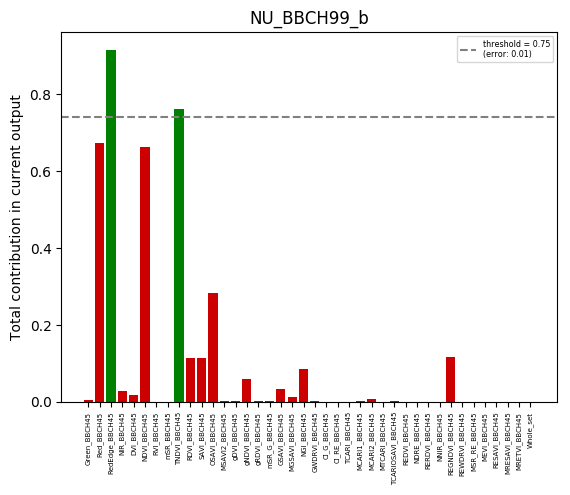 NU_BBCH99_b
threshold = 0.75
(error: 0.01)
Total contribution in current output
0.8
0.6
0.4
0.2
0.0
Green_BBCH45
Red_BBCH45
RedEdge_BBCH45
NIR_BBCH45
DVI_BBCH45
NDVI_BBCH45
RVI_BBCH45
mSR_BBCH45
TNDVI_BBCH45
RDVI_BBCH45
SAVI_BBCH45
OSAVI_BBCH45
MSAVI2_BBCH45
gDVI_BBCH45
gNDVI_BBCH45
gRDVI_BBCH45
mSR_G_BBCH45
GSAVI_BBCH45
MGSAVI_BBCH45
NGI_BBCH45
GWDRVI_BBCH45
CI_G_BBCH45
CI_RE_BBCH45
TCARI_BBCH45
MCARI1_BBCH45
MCARI2_BBCH45
MTCARI_BBCH45
TCARIOSAVI_BBCH45
REDVI_BBCH45
NDRE_BBCH45
RERDVI_BBCH45
NNIR_BBCH45
REGNDVI_BBCH45
REWDRVI_BBCH45
MSR_RE_BBCH45
MEVI_BBCH45
RESAVI_BBCH45
MRESAVI_BBCH45
MRETVI_BBCH45
Whole_set